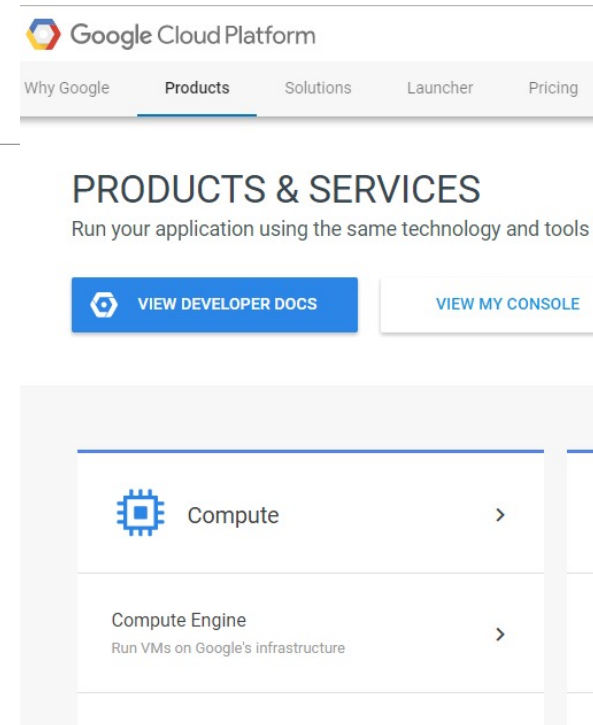 Google Cloud Platform
Why Google Products Solutions Launcher Pricing
PRODUCTS & SERVICES
Run your application using the same technology and tools
VIEW DEVELOPER DOCS VIEW MY CONSOLE
Compute
Compute Engine
Run VMs on Google's infrastructure